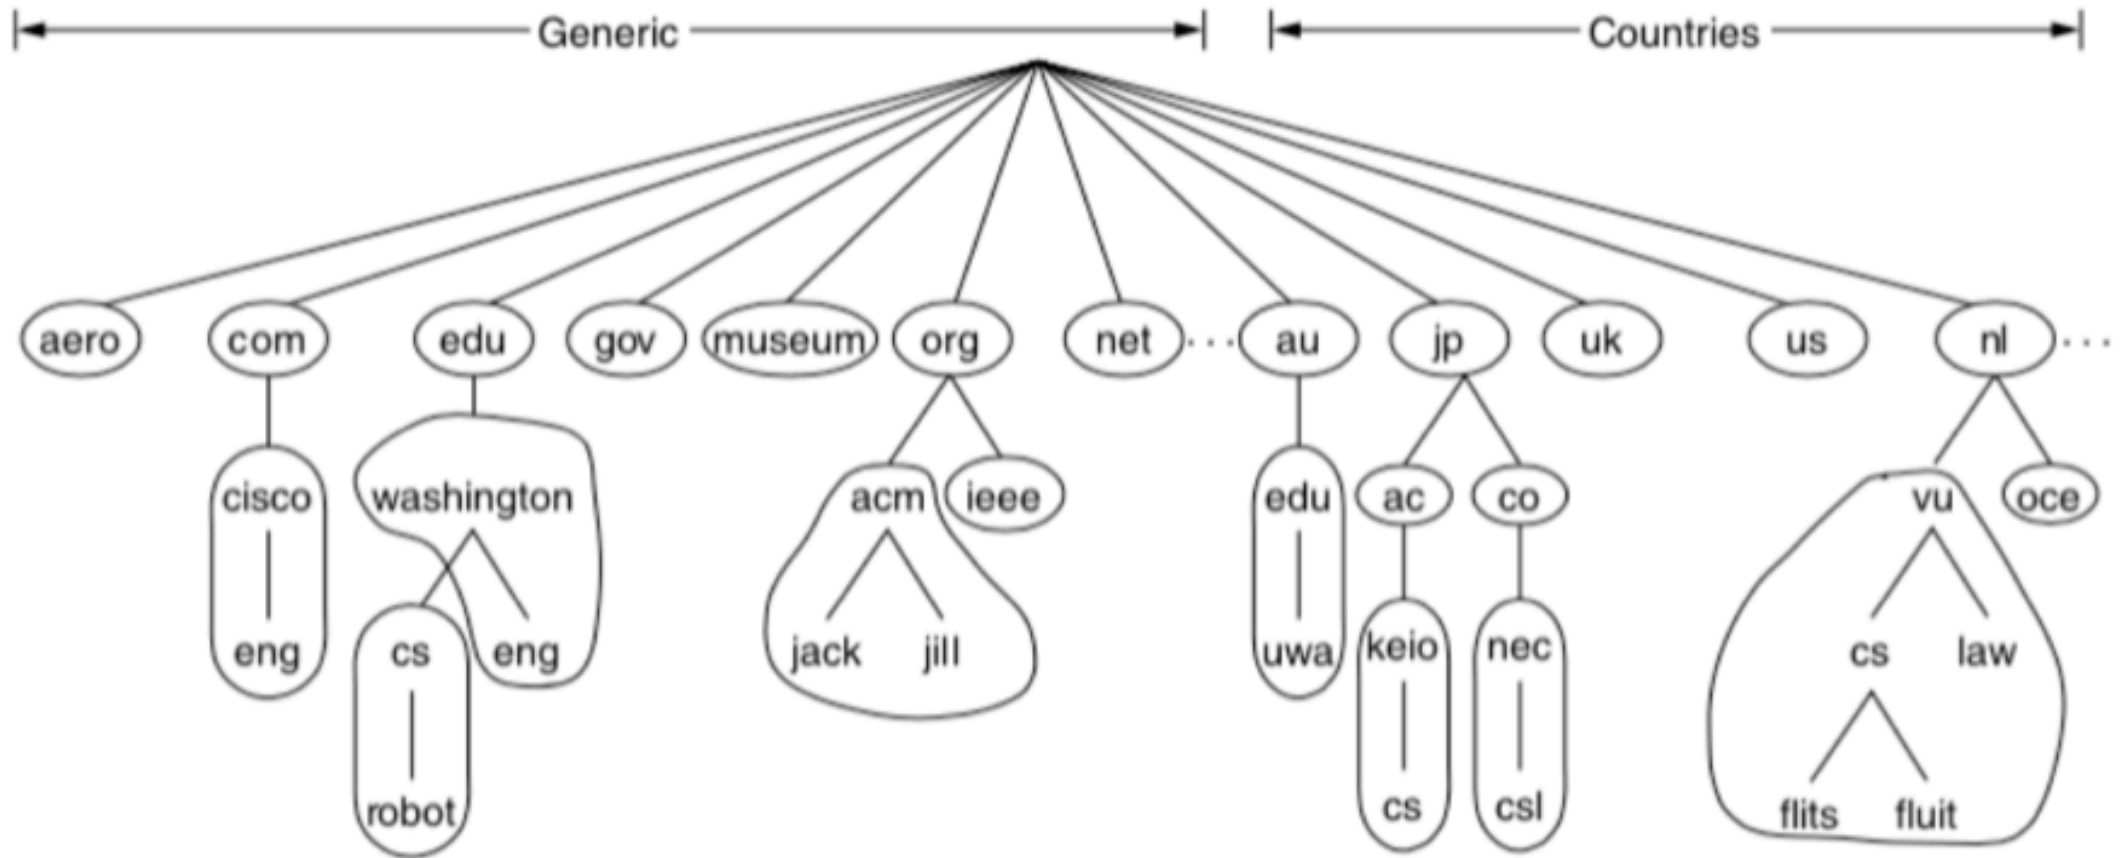 Generic Countries
aero com edu gov museum org net ... au jp uk us nl ...
cisco washington acm ieee edu ac co vu oce
eng cs eng jack jill uwa keio nec cs law
robot cs csl flits fluit